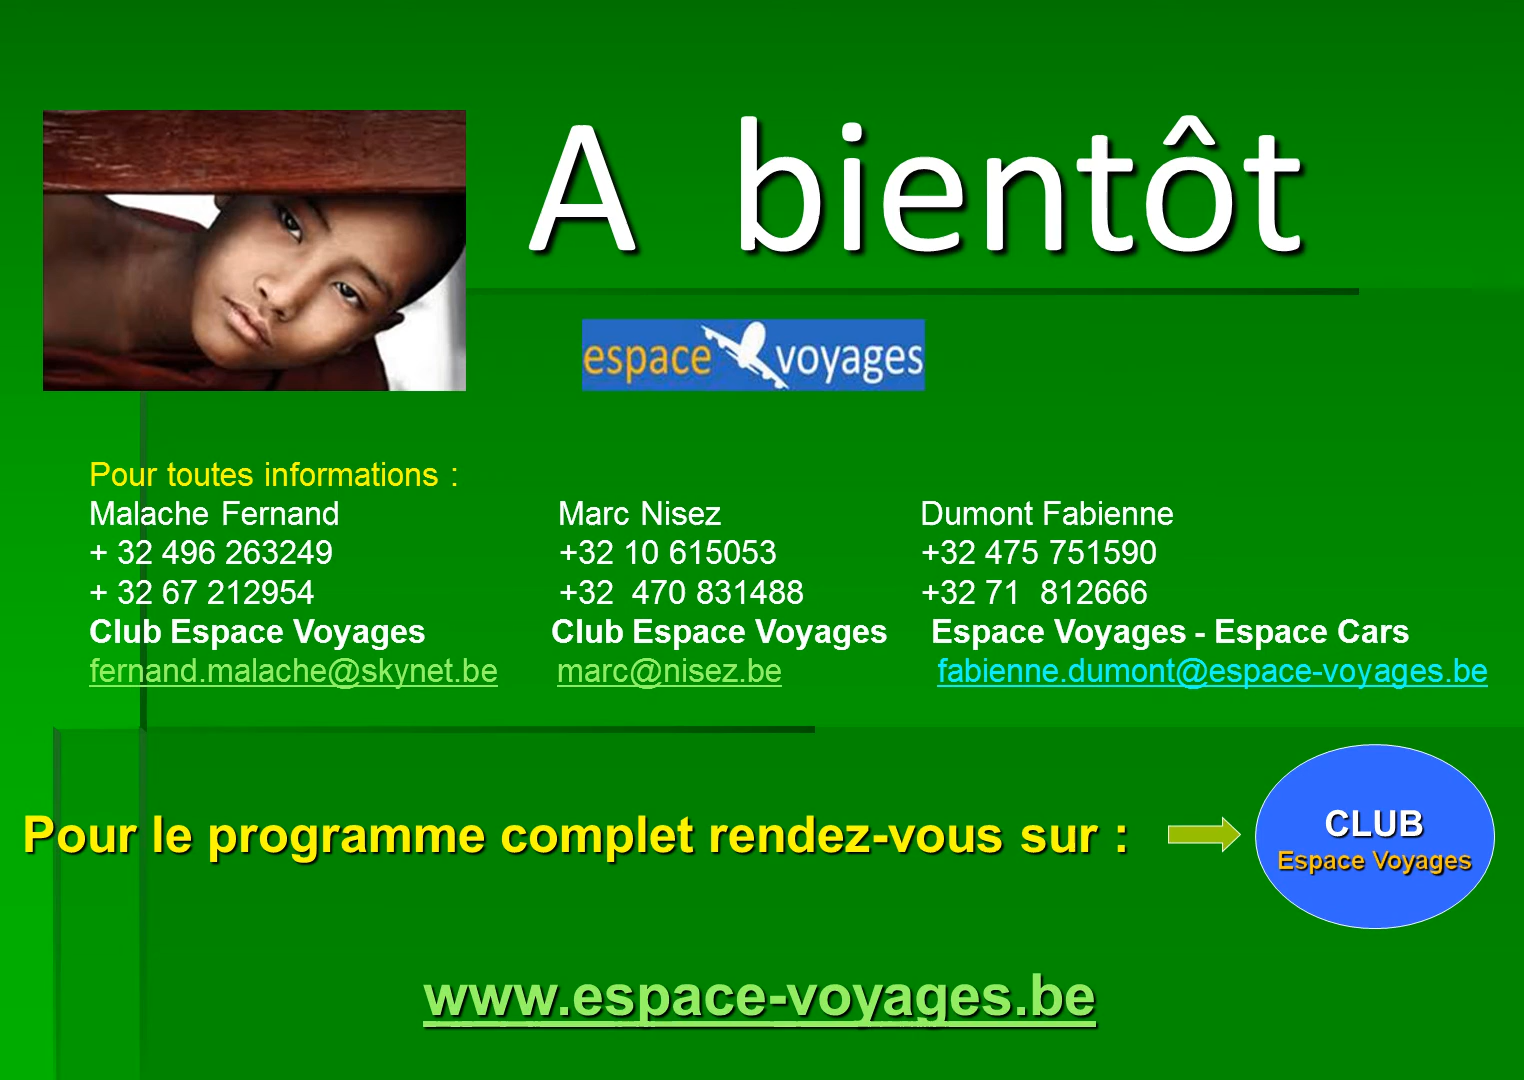 A bientôt
espace voyages
Pour toutes informations :
Malache Fernand Marc Nisez Dumont Fabienne
+ 32 496 263249 +32 10 615053 +32 475 751590
+ 32 67 212954 +32 470 831488 +32 71 812666
Club Espace Voyages Club Espace Voyages Espace Voyages - Espace Cars
fernand.malache@skynet.be marc@nisez.be fabienne.dumont@espace-voyages.be
Pour le programme complet rendez-vous sur :
CLUB
Espace Voyages
www.espace-voyages.be